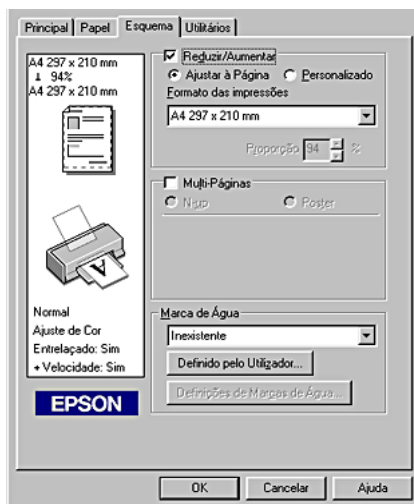 Principal Papel Esquema Utilitários
A4 297 x 210 mm
94%
A4 297 x 210 mm
Normal
Ajuste de Cor
Entrelaçado: Sim
+ Velocidade: Sim
EPSON
Reduzir/Aumentar
Ajustar à Página Personalizado
Formato das impressões
A4 297 x 210 mm
Proporção 94 %
Multi-Páginas
N-up Poster
Marca de Água
Inexistente
Definido pelo Utilizador...
Definições de Marcas de Água...
OK Cancelar Ajuda